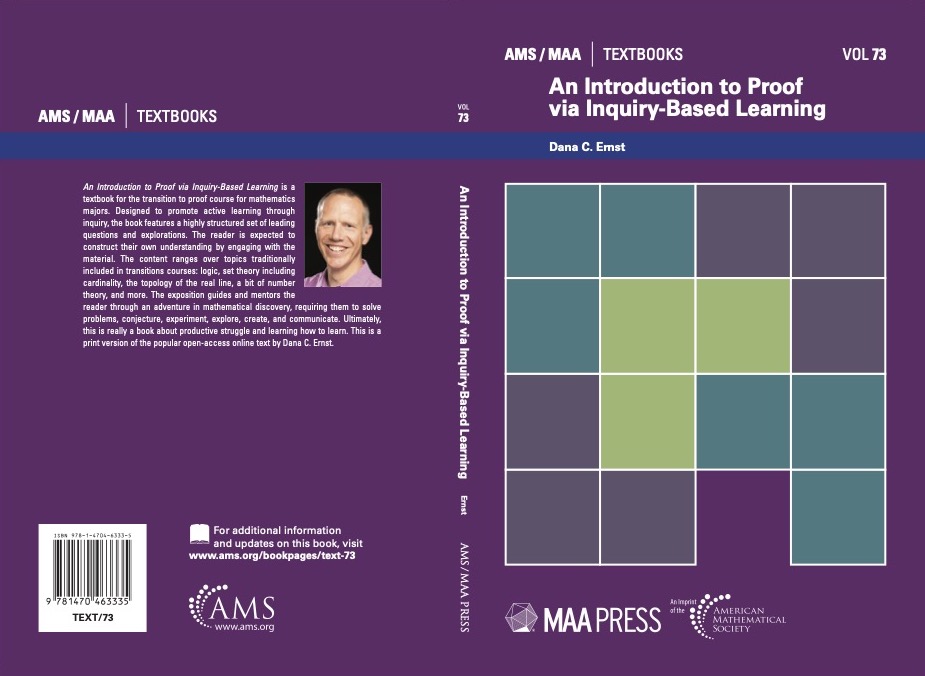 AMS / MAA | TEXTBOOKS
An Introduction to Proof via Inquiry-Based Learning is a
textbook for the transition to proof course for mathematics
majors. Designed to promote active learning through
inquiry, the book features a highly structured set of leading
questions and explorations. The reader is expected to
construct their own understanding by engaging with the
material. The content ranges over topics traditionally
included in transitions courses: logic, set theory including
cardinality, the topology of the real line, a bit of number
theory, and more. The exposition guides and mentors the
reader through an adventure in mathematical discovery, requiring them to solve
problems, conjecture, experiment, explore, create, and communicate. Ultimately,
this is really a book about productive struggle and learning how to learn. This is a
print version of the popular open-access online text by Dana C. Ernst.
ISBN 978-1-4704-6333-5
9 781470 463335
TEXT/73
For additional information
and updates on this book, visit
www.ams.org/bookpages/text-73
AMS
www.ams.org
VOL
73
An Introduction to Proof via Inquiry-Based Learning
Ernst
AMS / MAA PRESS
AMS / MAA | TEXTBOOKS
VOL 73
An Introduction to Proof
via Inquiry-Based Learning
Dana C. Ernst
MAA PRESS
An Imprint
of the
AMERICAN
MATHEMATICAL
SOCIETY